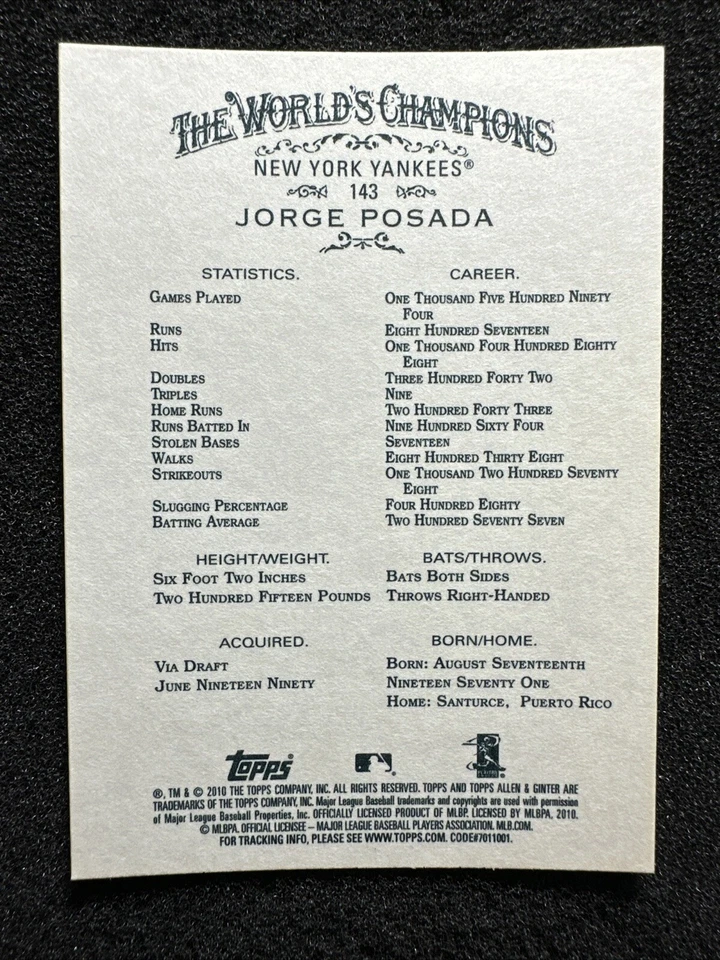 THE WORLD'S CHAMPIONS
NEW YORK YANKEES®
143
JORGE POSADA
STATISTICS. CAREER.
GAMES PLAYED ONE THOUSAND FIVE HUNDRED NINETY
FOUR
RUNS EIGHT HUNDRED SEVENTEEN
HITS ONE THOUSAND FOUR HUNDRED EIGHTY
EIGHT
DOUBLES THREE HUNDRED FORTY TWO
TRIPLES NINE
HOME RUNS TWO HUNDRED FORTY THREE
RUNS BATTED IN NINE HUNDRED SIXTY FOUR
STOLEN BASES SEVENTEEN
WALKS EIGHT HUNDRED THIRTY EIGHT
STRIKEOUTS ONE THOUSAND TWO HUNDRED SEVENTY
EIGHT
SLUGGING PERCENTAGE FOUR HUNDRED EIGHTY
BATTING AVERAGE TWO HUNDRED SEVENTY SEVEN
HEIGHT/WEIGHT. BATS/THROWS.
SIX FOOT TWO INCHES BATS BOTH SIDES
TWO HUNDRED FIFTEEN POUNDS THROWS RIGHT-HANDED
ACQUIRED. BORN/HOME.
VIA DRAFT BORN: AUGUST SEVENTEENTH
JUNE NINETEEN NINETY NINETEEN SEVENTY ONE
HOME: SANTURCE, PUERTO RICO
topps
®, TM & © 2010 THE TOPPS COMPANY, INC. ALL RIGHTS RESERVED. TOPPS AND TOPPS ALLEN & GINTER ARE
TRADEMARKS OF THE TOPPS COMPANY, INC. Major League Baseball trademarks and copyrights are used with permission
of Major League Baseball Properties, Inc. OFFICIALLY LICENSED PRODUCT OF MLBP. LICENSED BY MLBPA, 2010.
© MLBPA. OFFICIAL LICENSEE – MAJOR LEAGUE BASEBALL PLAYERS ASSOCIATION. MLB.COM.
FOR TRACKING INFO, PLEASE SEE WWW.TOPPS.COM. CODE#7011001.